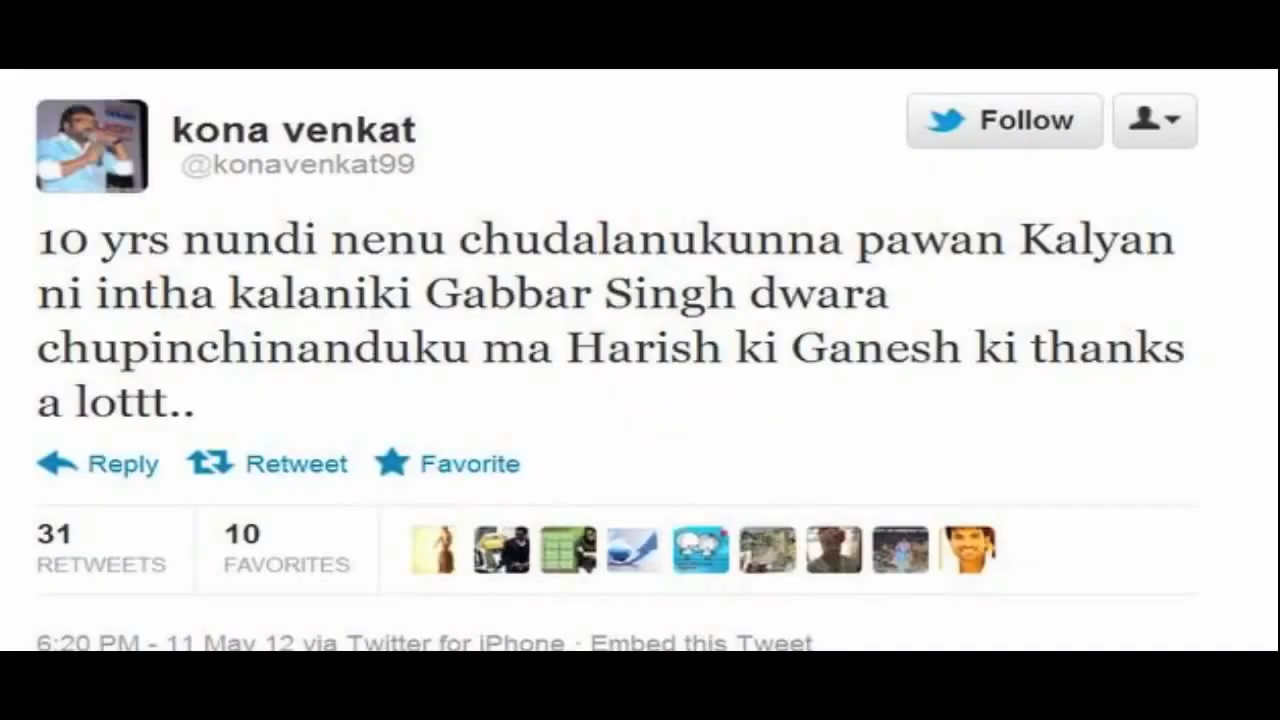 kona venkat
@konavenkat99
Follow
10 yrs nundi nenu chudalanukunna pawan Kalyan
ni intha kalaniki Gabbar Singh dwara
chupinchinanduku ma Harish ki Ganesh ki thanks
a lottt..
Reply Retweet Favorite
31 10
RETWEETS FAVORITES
6:20 PM - 11 May 12 via Twitter for iPhone · Embed this Tweet